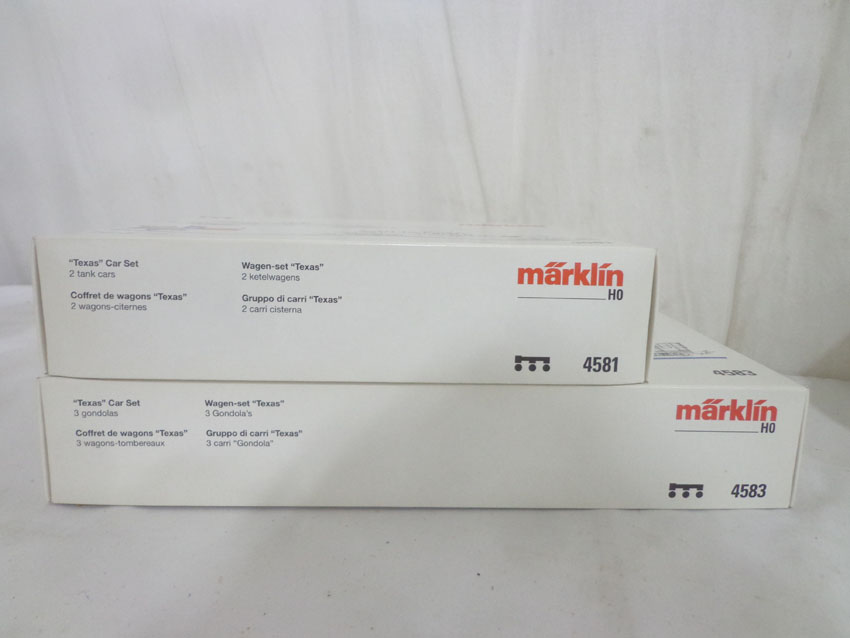 "Texas" Car Set
2 tank cars
Coffret de wagons "Texas"
2 wagons-citernes
Wagen-set "Texas"
2 ketelwagens
Gruppo di carri "Texas"
2 carri cisterna
märklín
H0
4581
4583
"Texas" Car Set
3 gondolas
Coffret de wagons "Texas"
3 wagons-tombereaux
Wagen-set "Texas"
3 Gondola's
Gruppo di carri "Texas"
3 carri "Gondola"
märklín
H0
4583